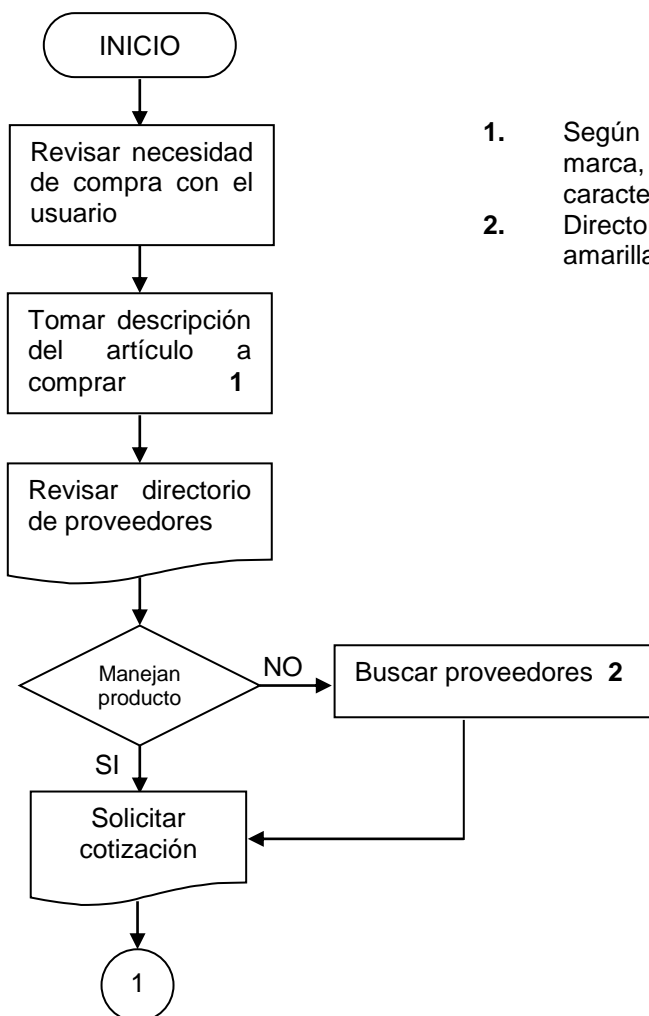 INICIO
Revisar necesidad
de compra con el
usuario
Tomar descripción
del artículo a
comprar 1
Revisar directorio
de proveedores
Manejan
producto
NO
Buscar proveedores 2
SI
Solicitar
cotización
1
1. Según
marca,
2.